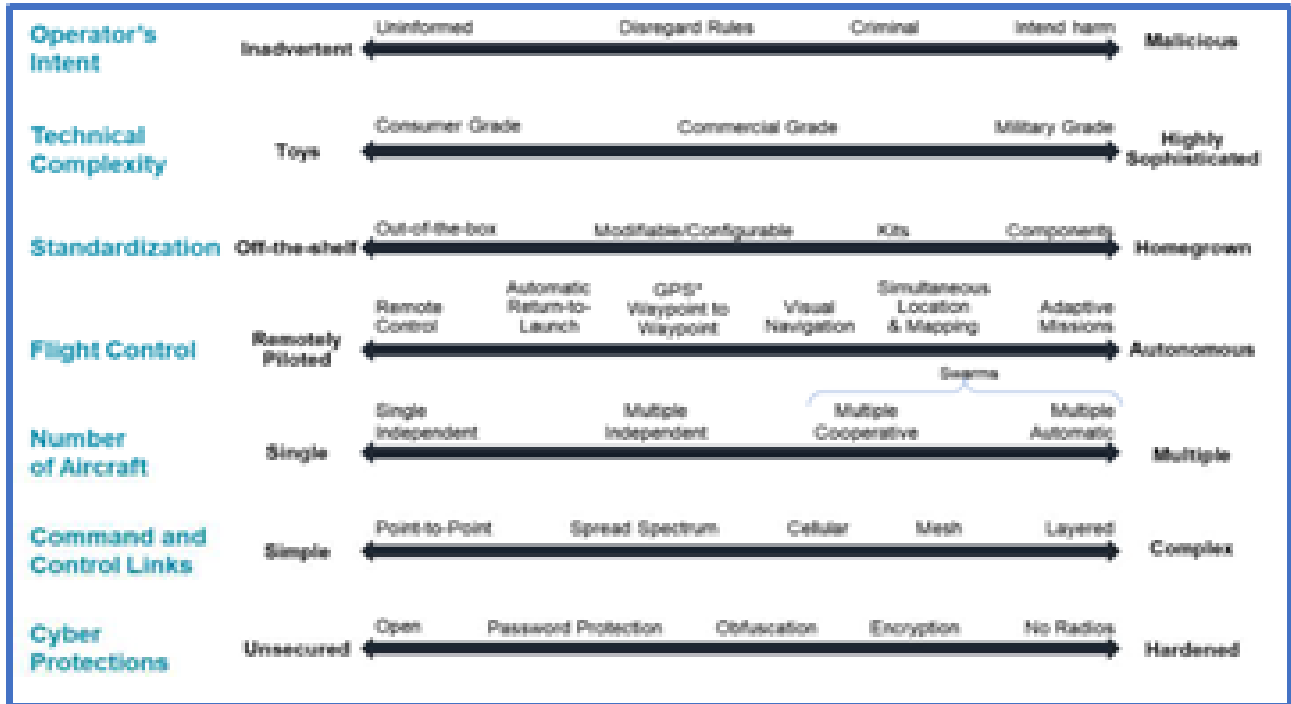 Operator's
Intent
Inadvertent
Uninformed
Disregard Rules
Criminal
Intend harm
Malicious
Technical
Complexity
Toys
Consumer Grade
Commercial Grade
Military Grade
Highly
Sophisticated
Standardization
Off-the-shelf
Out-of-the-box
Modifiable/Configurable
Kits
Components
Homegrown
Flight Control
Remotely
Piloted
Remote
Control
Automatic
Return-to-
Launch
GPS*
Waypoint to
Waypoint
Visual
Navigation
Simultaneous
Location
& Mapping
Adaptive
Missions
Autonomous
Swarms
Number
of Aircraft
Single
Single
Independent
Multiple
Independent
Multiple
Cooperative
Multiple
Automatic
Multiple
Command and
Control Links
Simple
Point-to-Point
Spread Spectrum
Cellular
Mesh
Layered
Complex
Cyber
Protections
Unsecured
Open
Password Protection
Obfuscation
Encryption
No Radios
Hardened